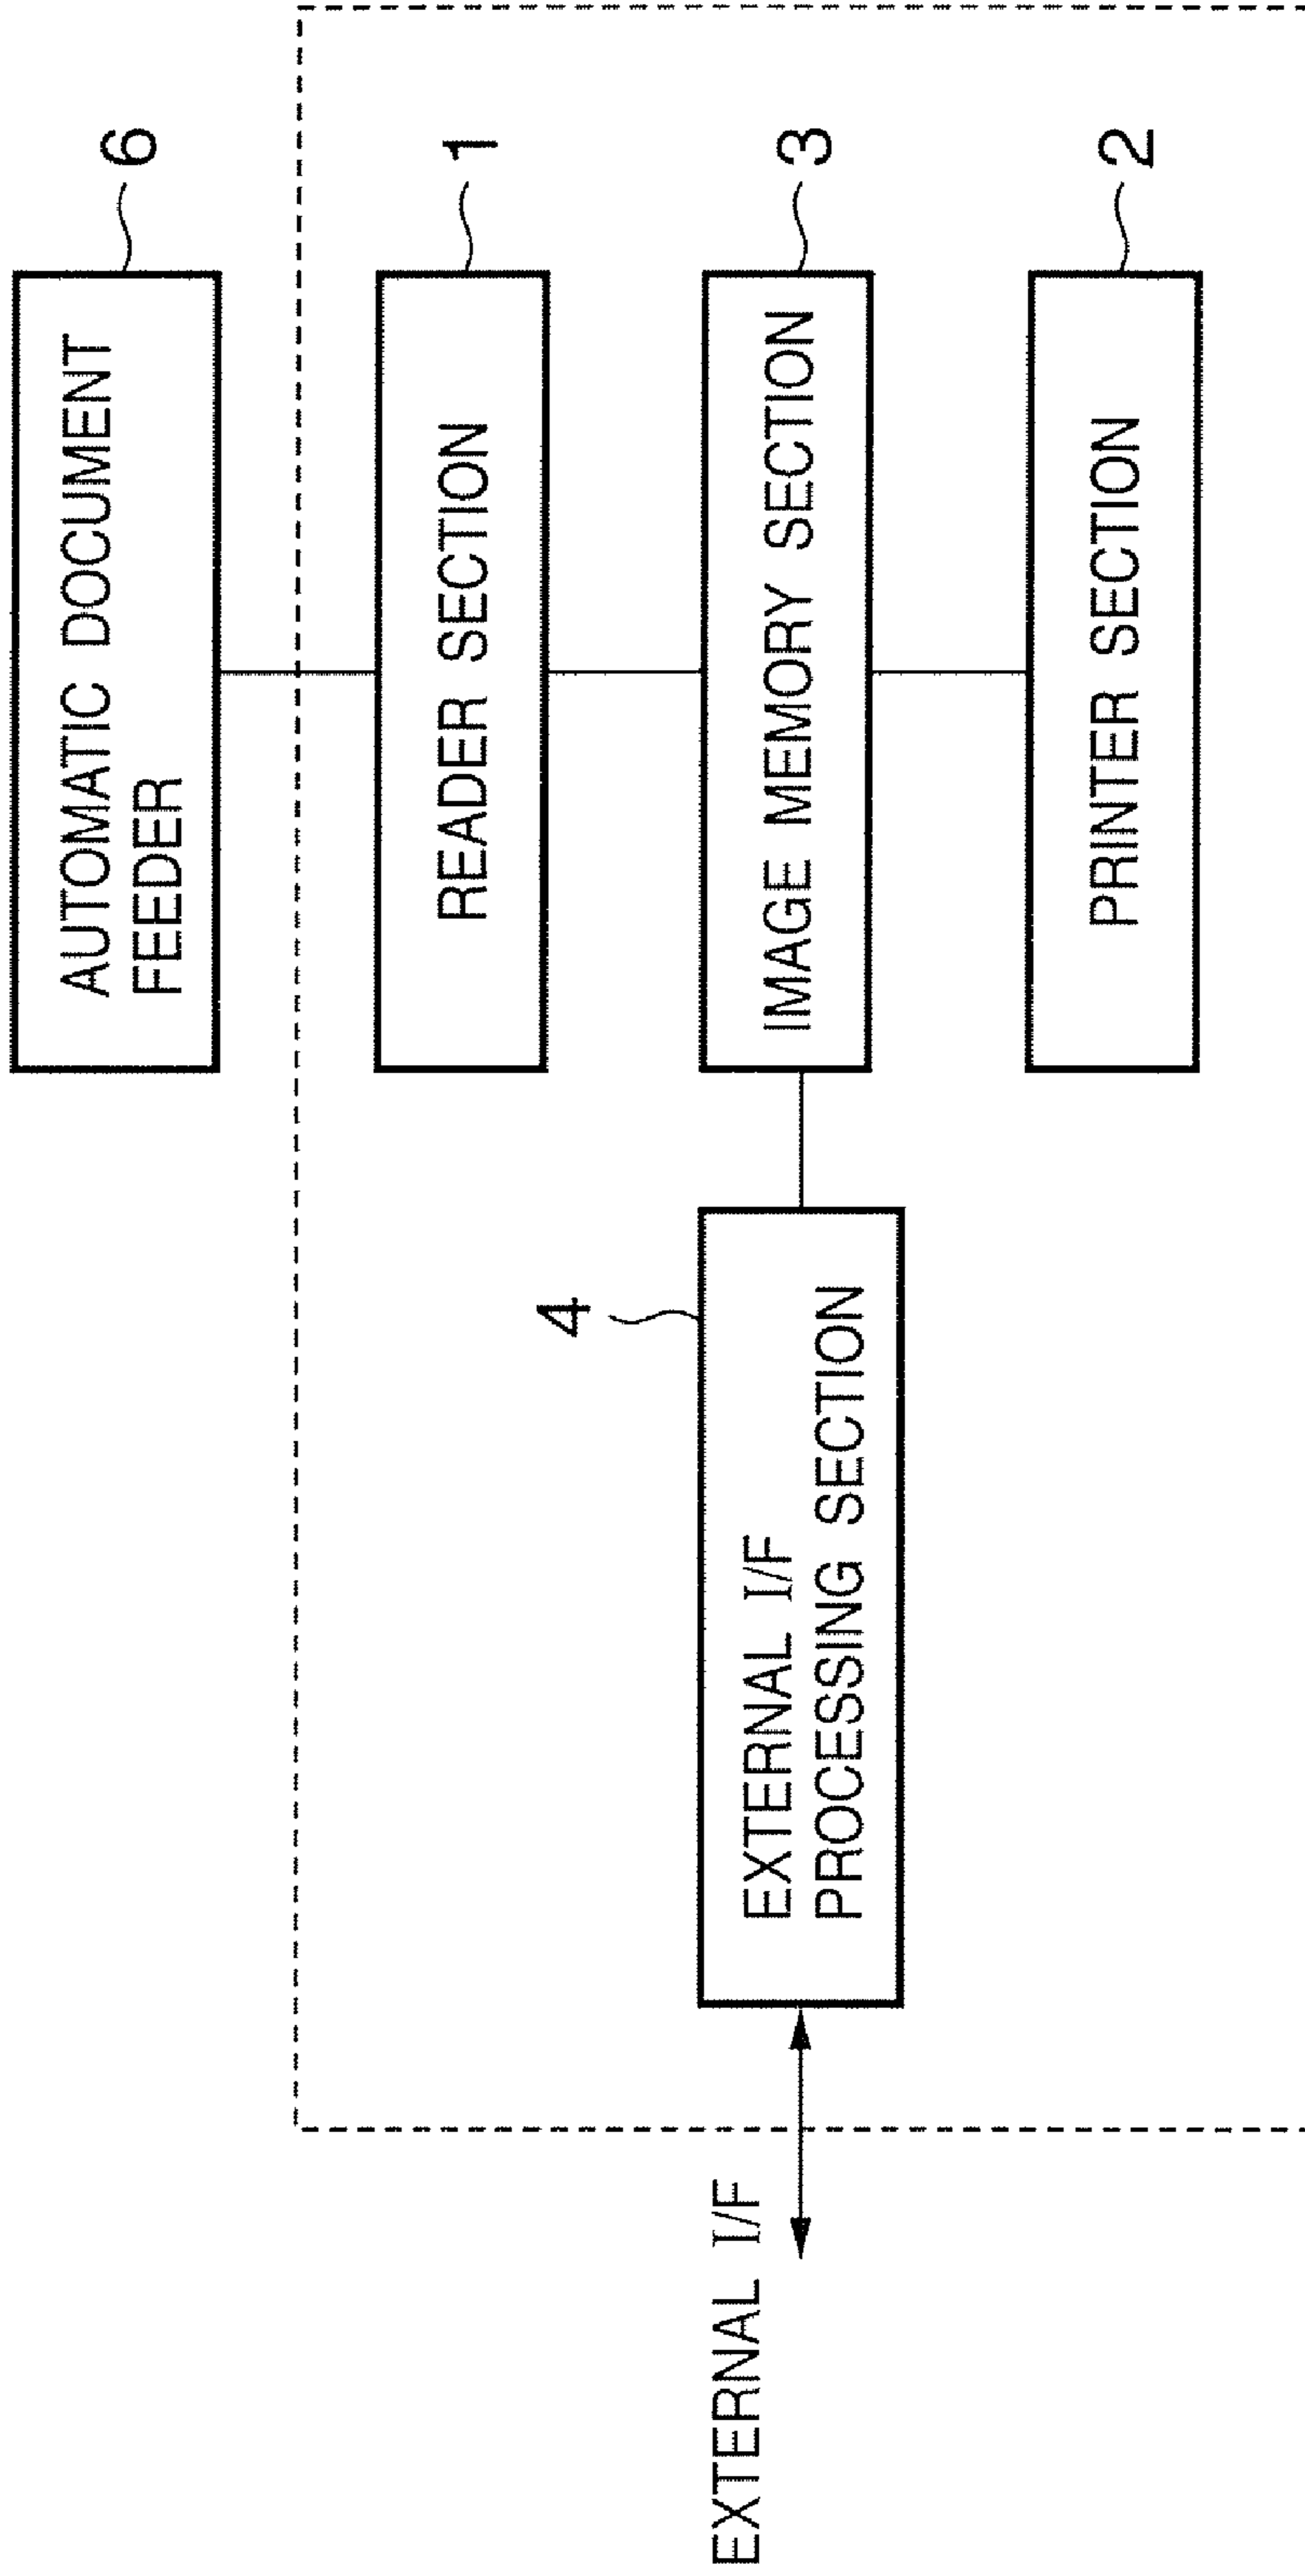 AUTOMATIC DOCUMENT
FEEDER
6
READER SECTION
1
IMAGE MEMORY SECTION
3
PRINTER SECTION
2
4
EXTERNAL I/F
PROCESSING SECTION
EXTERNAL I/F